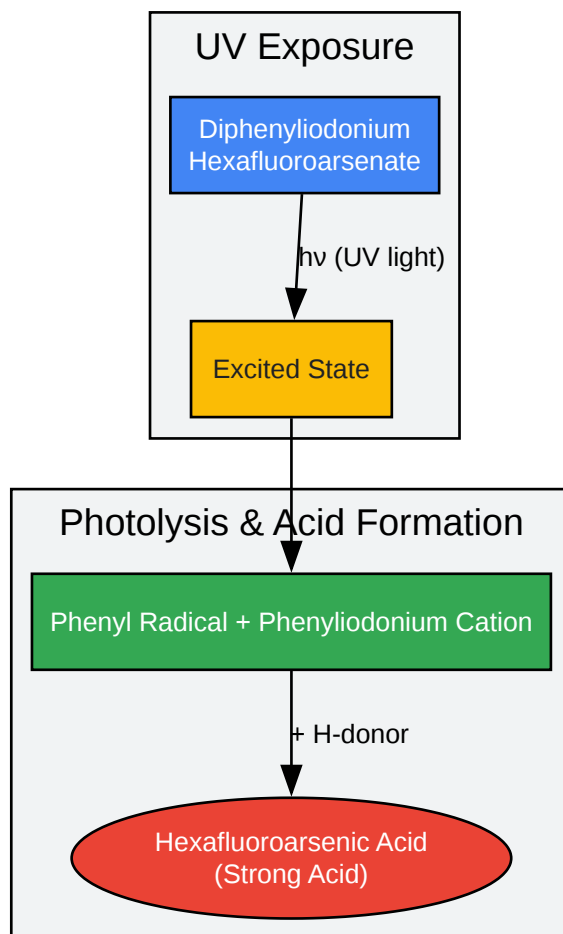 UV Exposure
Diphenyliodonium
Hexafluoroarsenate
hν (UV light)
Excited State
Photolysis & Acid Formation
Phenyl Radical + Phenyliodonium Cation
+ H-donor
Hexafluoroarsenic Acid
(Strong Acid)